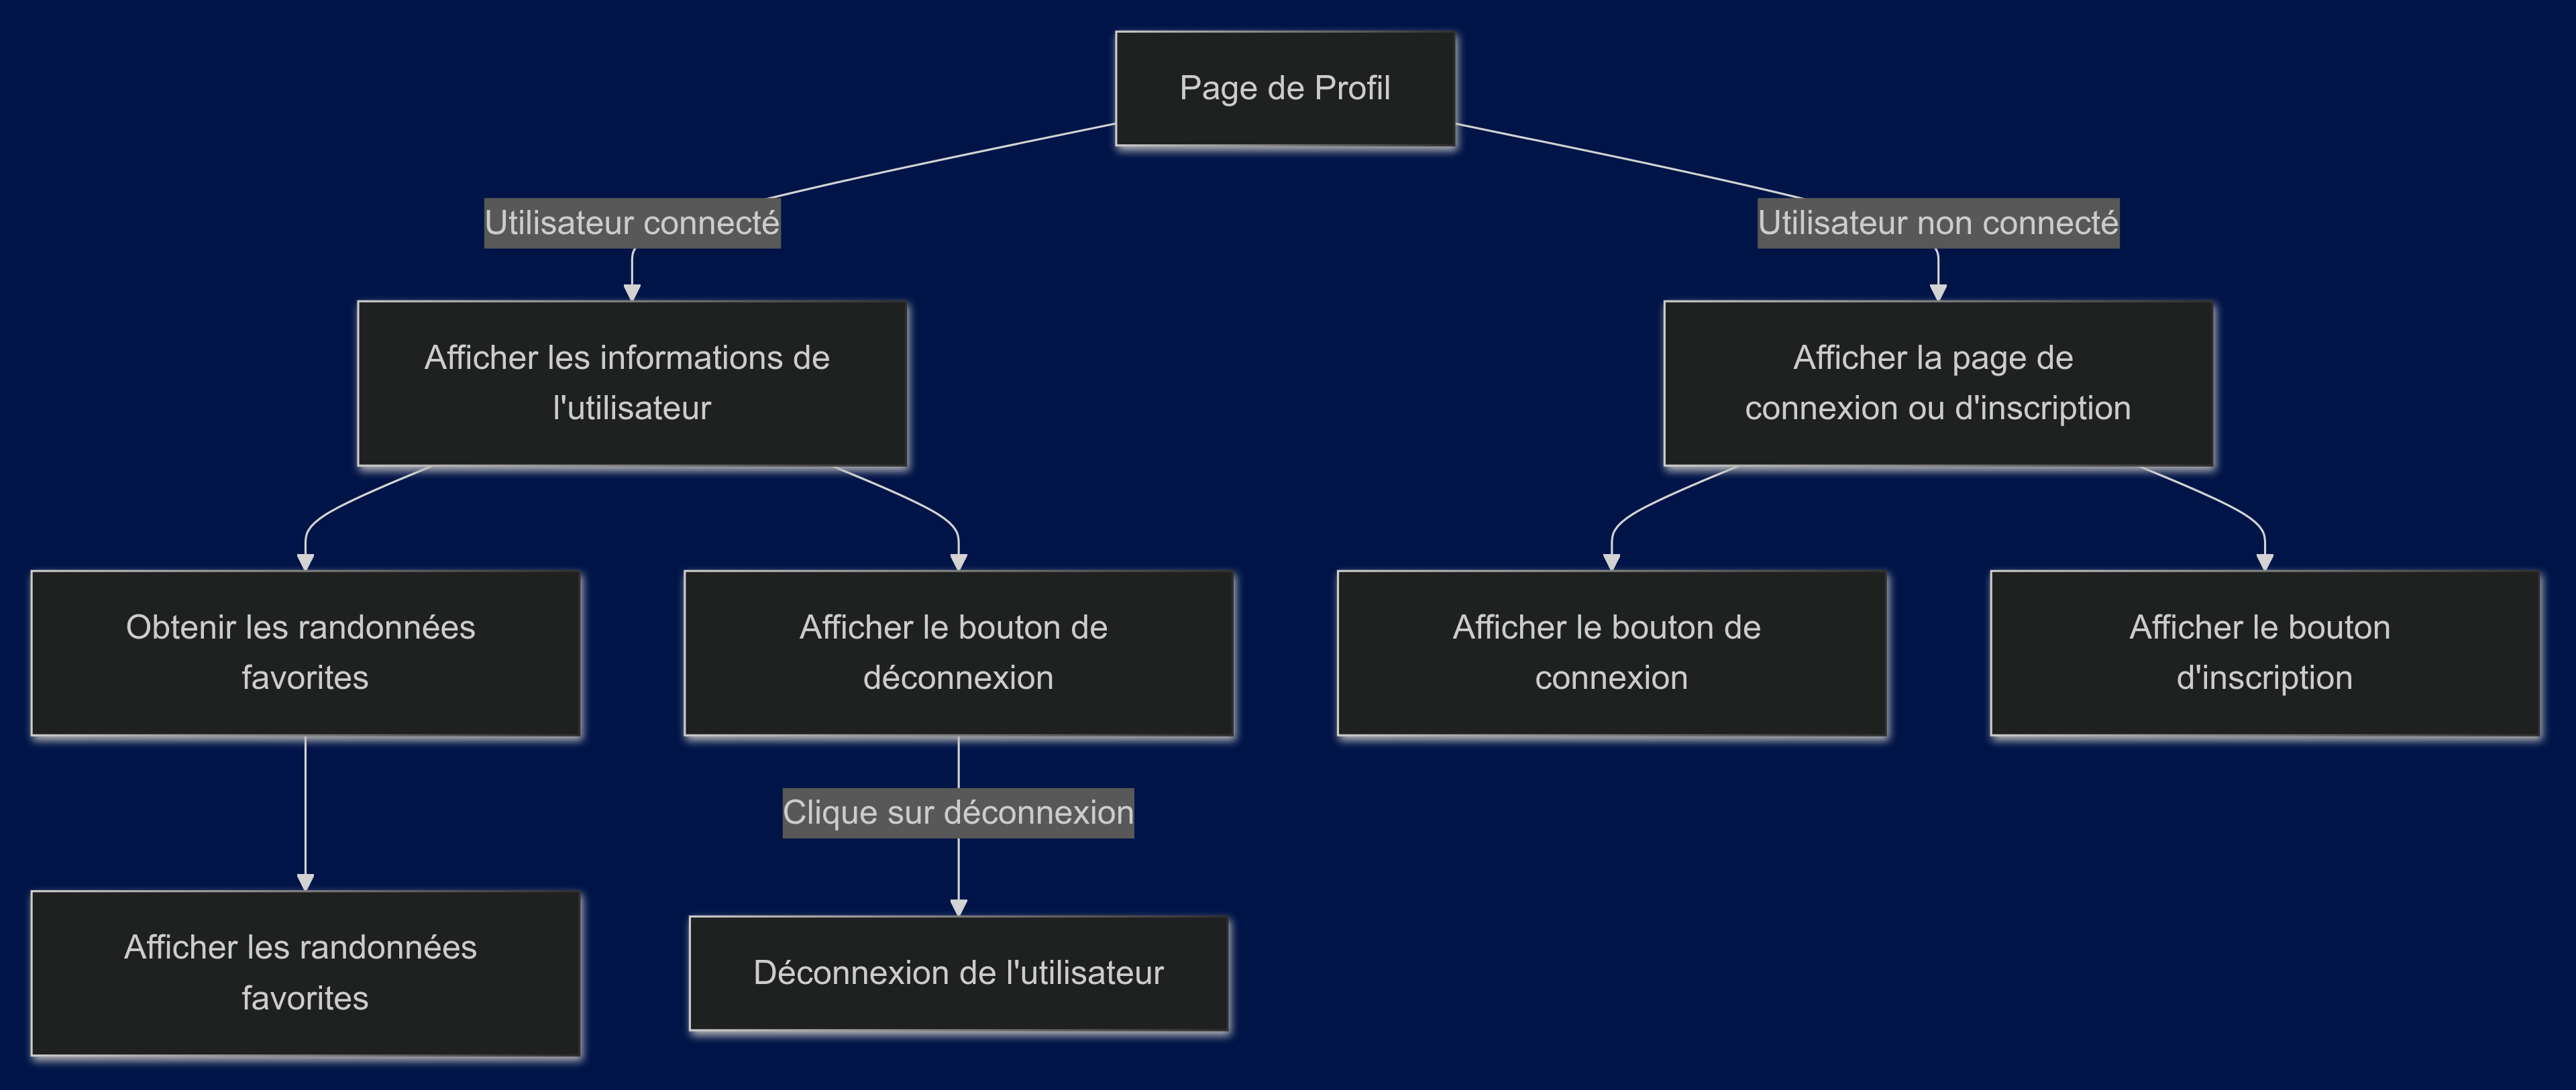 Page de Profil
Utilisateur connecté
Utilisateur non connecté
Afficher les informations de
l'utilisateur
Afficher la page de
connexion ou d'inscription
Obtenir les randonnées
favorites
Afficher le bouton de
déconnexion
Afficher le bouton de
connexion
Afficher le bouton
d'inscription
Clique sur déconnexion
Afficher les randonnées
favorites
Déconnexion de l'utilisateur